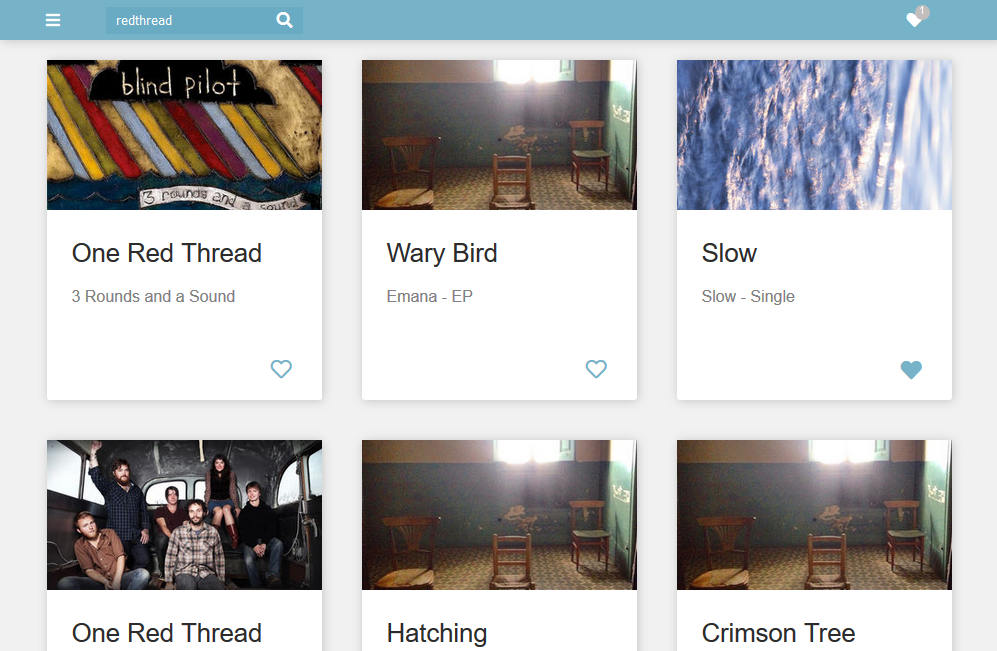 redthread
1
blind pilot
3 rounds and a sound
One Red Thread
3 Rounds and a Sound
Wary Bird
Emana - EP
Slow
Slow - Single
One Red Thread
Hatching
Crimson Tree